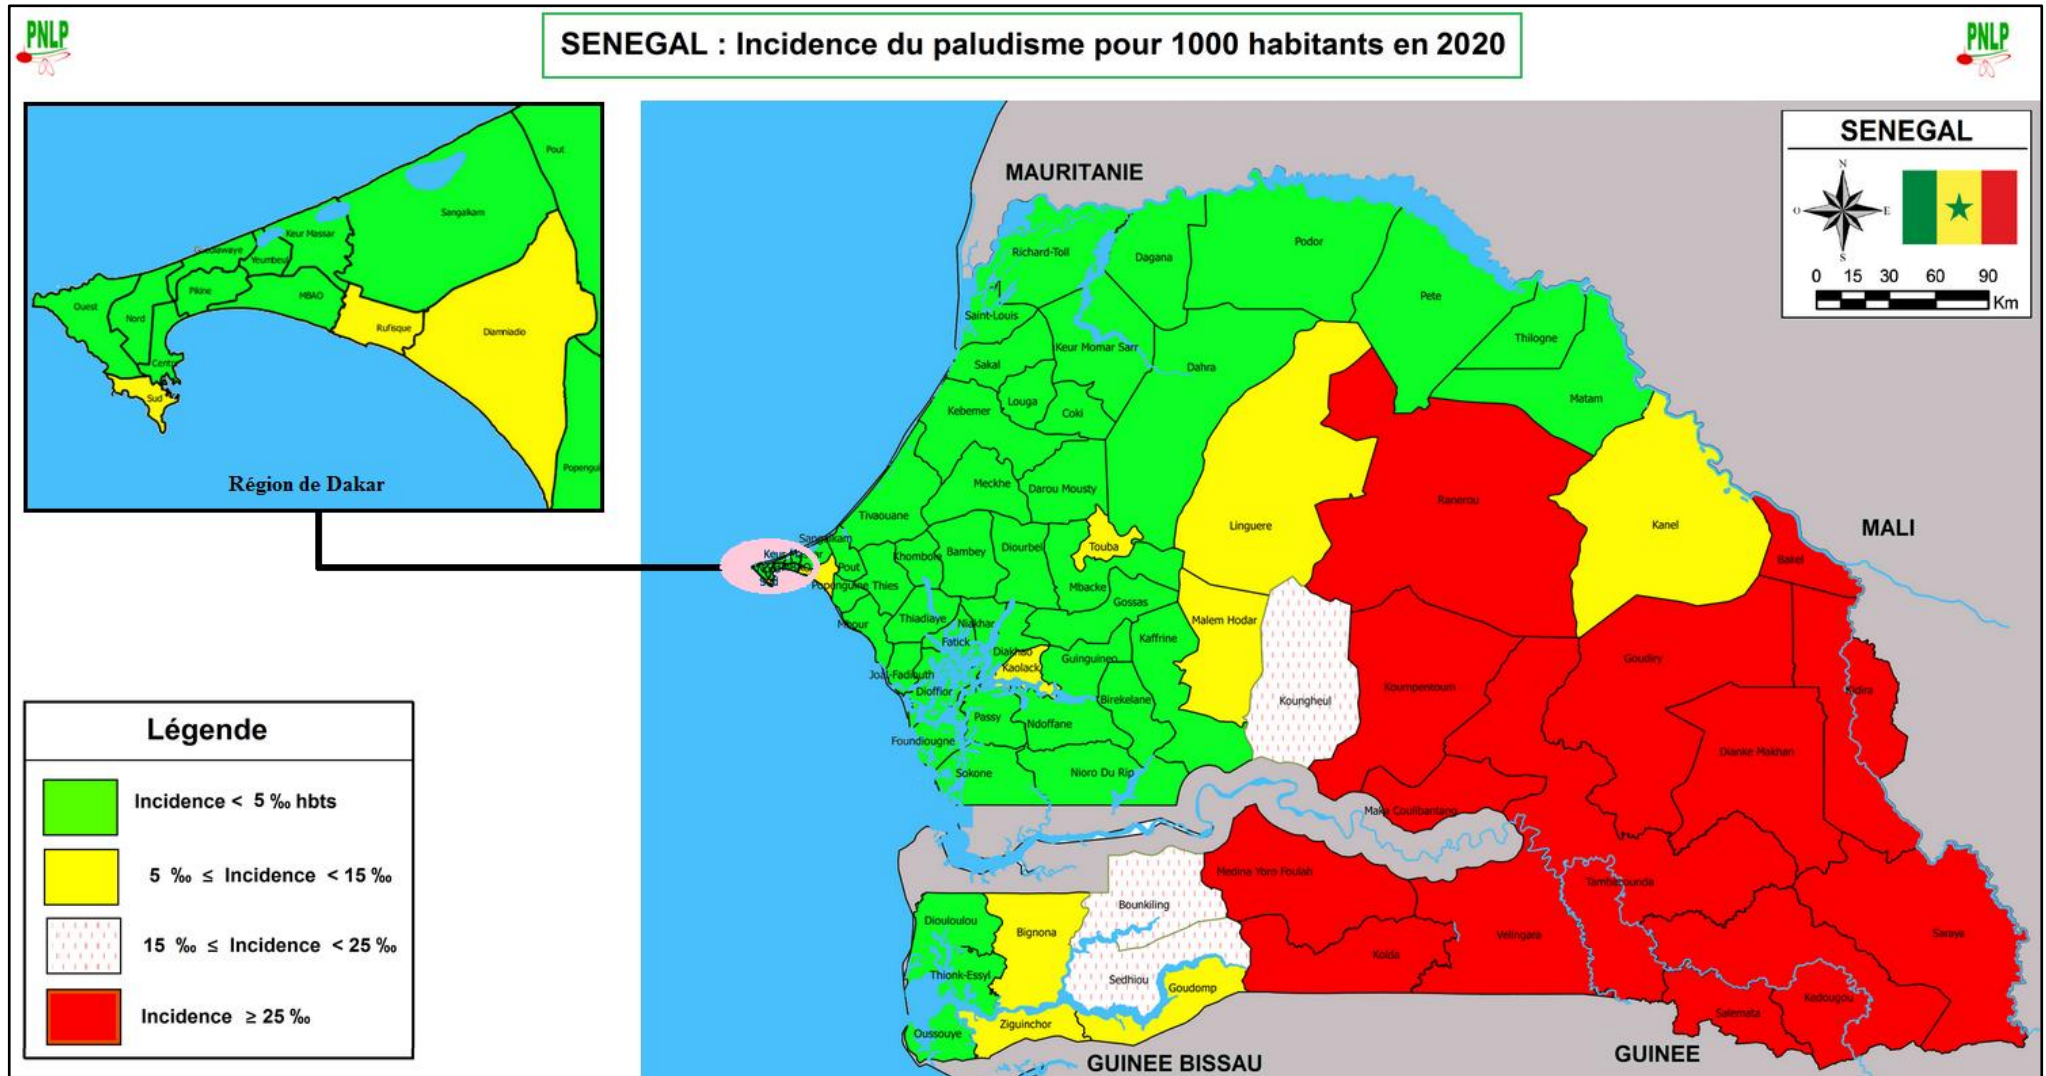 PNLP
SENEGAL : Incidence du paludisme pour 1000 habitants en 2020
PNLP
Pout
Sangalkam
Keur Massar
Yeumbeul
Pikine
MBAO
Ouest
Nord
Rufisque
Diamniadio
Sud
Région de Dakar
SENEGAL
N
O
E
S
0 15 30 60 90
Km
MAURITANIE
Richard-Toll
Dagana
Podor
Pete
Saint-Louis
Thilogne
Keur Momar Sarr
Sakal
Dahra
Louga
Coki
Kebemer
Matam
Meckhe
Darou Mousty
Tivaouane
Linguere
Ranerou
Kanel
MALI
Touba
Khombole
Bambey
Diourbel
Pout
Bakel
Mbacke
Popenguine Thies
Gossas
Thiadiaye
Niakhar
Malem Hodar
Mbour
Fatick
Kaffrine
Diakhao
Kaolack
Guinguineo
Goudiry
Joal-Fadiouth
Dioffior
Koumpentoum
Kidira
Koungheul
Birekelane
Passy
Ndoffane
Foundiougne
Dianke Makhan
Sokone
Nioro Du Rip
Maka Coulibantang
Medina Yoro Foulah
Tambacounda
Bounkiling
Diouloulou
Bignona
Velingara
Saraya
Kolda
Thionk-Essyl
Sedhiou
Goudomp
Kedougou
Salemata
Oussouye
Ziguinchor
GUINEE BISSAU
GUINEE
Légende
Incidence < 5 ‰ hbts
5 ‰ ≤ Incidence < 15 ‰
15 ‰ ≤ Incidence < 25 ‰
Incidence ≥ 25 ‰